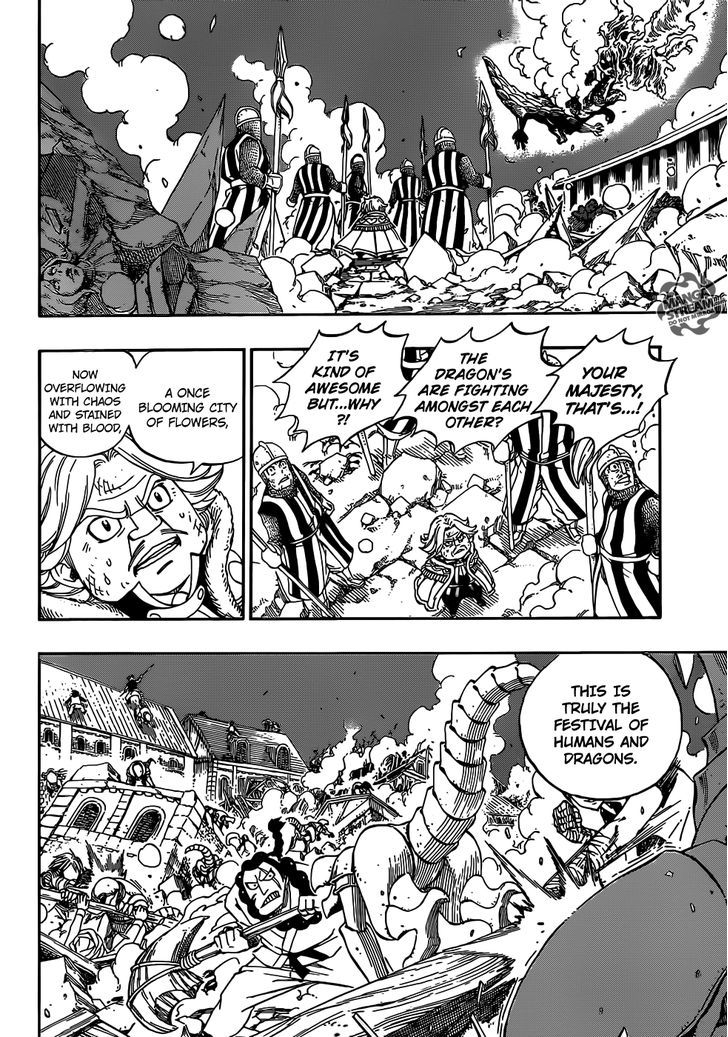 MANGA
STREAM
DO NOT MIRROR
YOUR
MAJESTY,
THAT'S...!
THE
DRAGON'S
ARE FIGHTING
AMONGST EACH
OTHER?
IT'S
KIND OF
AWESOME
BUT...WHY
?!
A ONCE
BLOOMING CITY
OF FLOWERS,
NOW
OVERFLOWING
WITH CHAOS
AND STAINED
WITH BLOOD,
THIS IS
TRULY THE
FESTIVAL OF
HUMANS AND
DRAGONS.